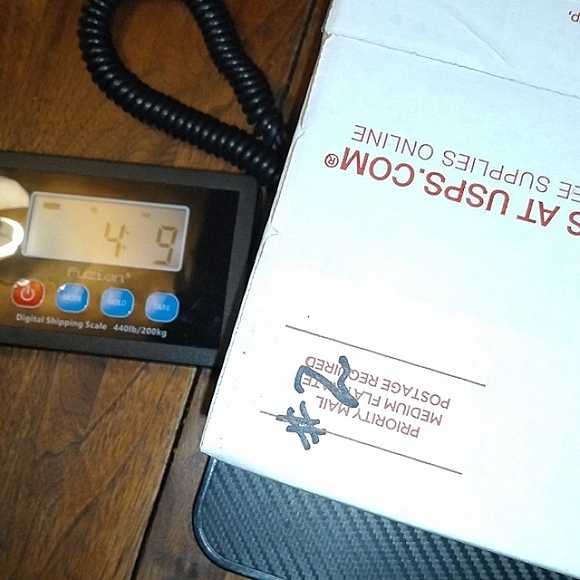 4 9
Fuzion®
MODE HOLD TARE
Digital Shipping Scale 440lb/200kg
PRIORITY MAIL
MEDIUM FLAT RATE
POSTAGE REQUIRED
# 2
S AT USPS.COM®
EE SUPPLIES ONLINE